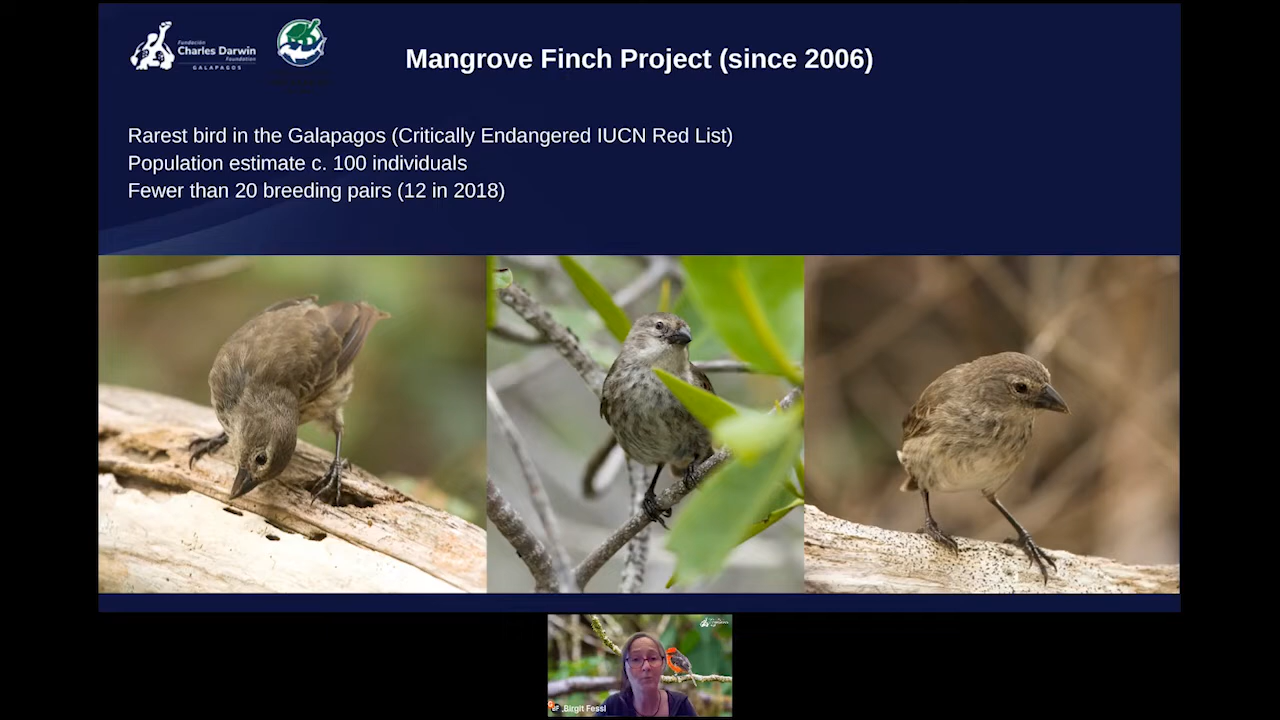 Fundación
Charles Darwin
Foundation
GALAPAGOS
Mangrove Finch Project (since 2006)
Rarest bird in the Galapagos (Critically Endangered IUCN Red List)
Population estimate c. 100 individuals
Fewer than 20 breeding pairs (12 in 2018)
Birgit Fessl